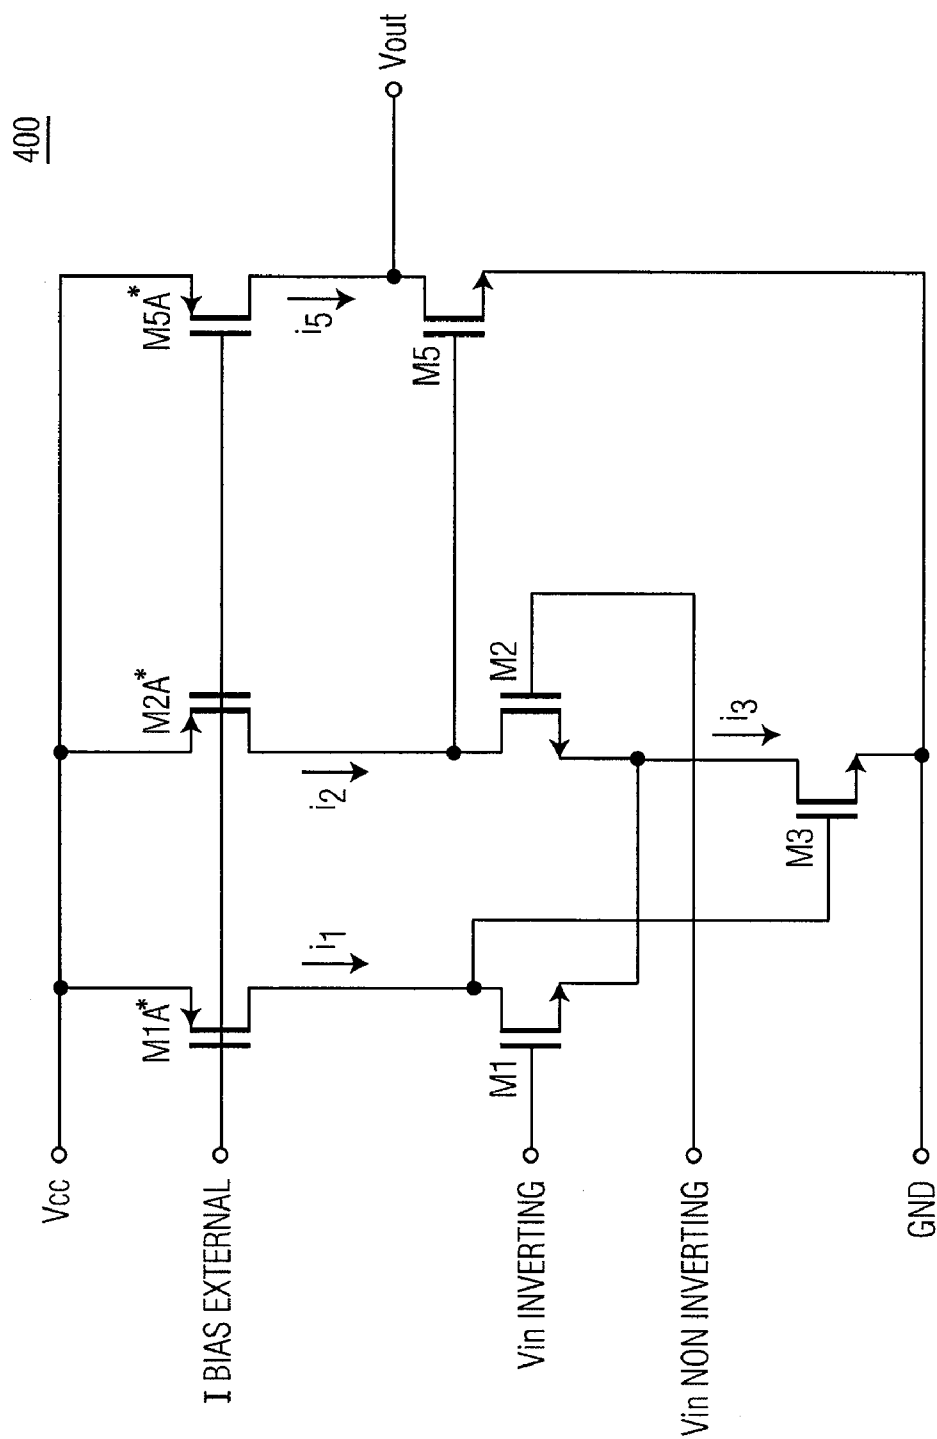 400
Vcc
M1A*
M2A*
M5A*
I BIAS EXTERNAL
i1
i2
i5
Vout
M5
Vin INVERTING
M1
M2
Vin NON INVERTING
i3
M3
GND